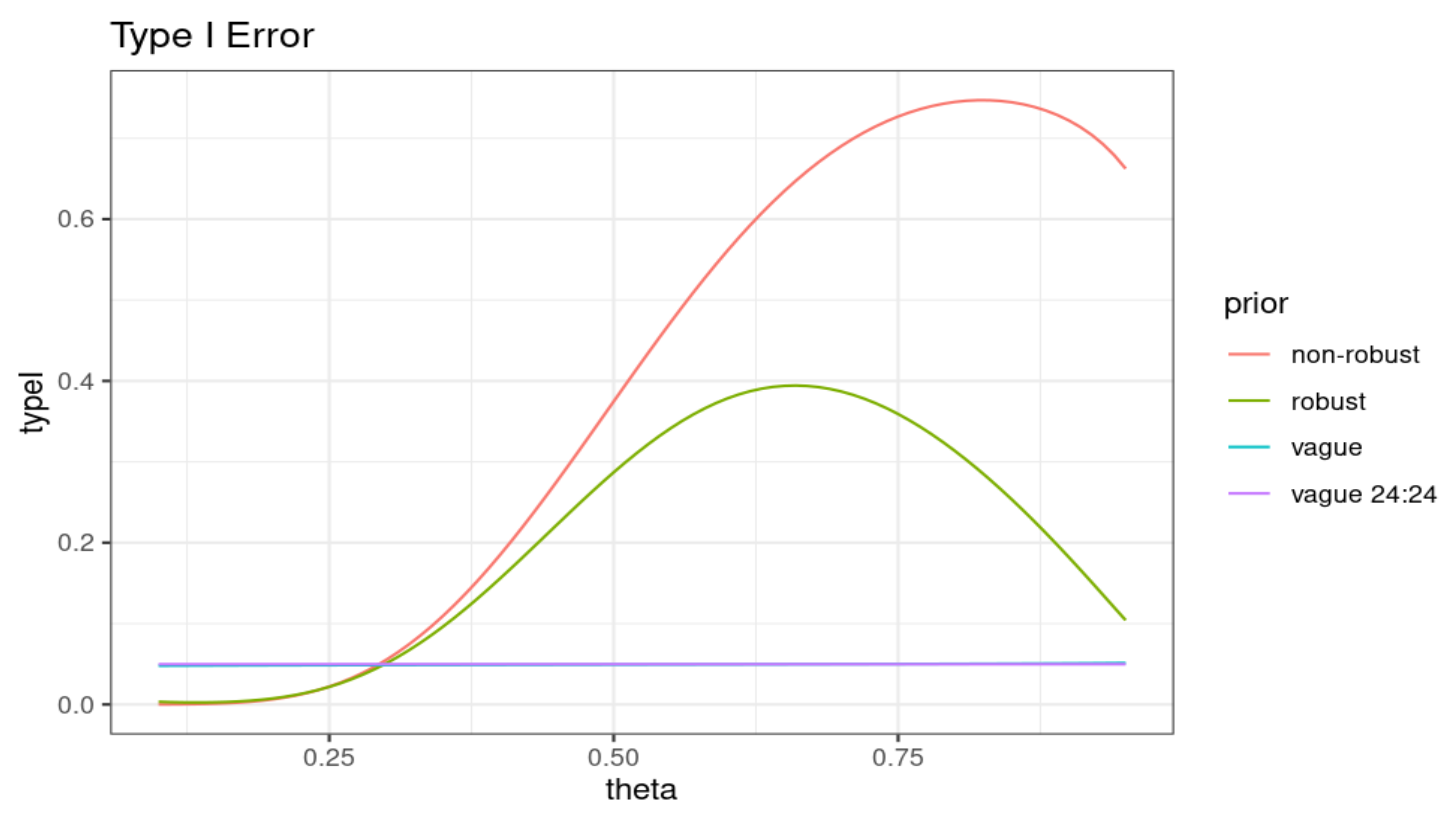 Type I Error
typeI
0.6
0.4
0.2
0.0
0.25 0.50 0.75
theta
prior
non-robust
robust
vague
vague 24:24